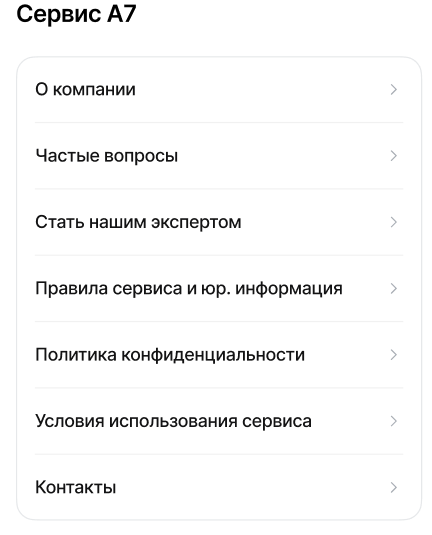 Сервис А7
О компании
Частые вопросы
Стать нашим экспертом
Правила сервиса и юр. информация
Политика конфиденциальности
Условия использования сервиса
Контакты